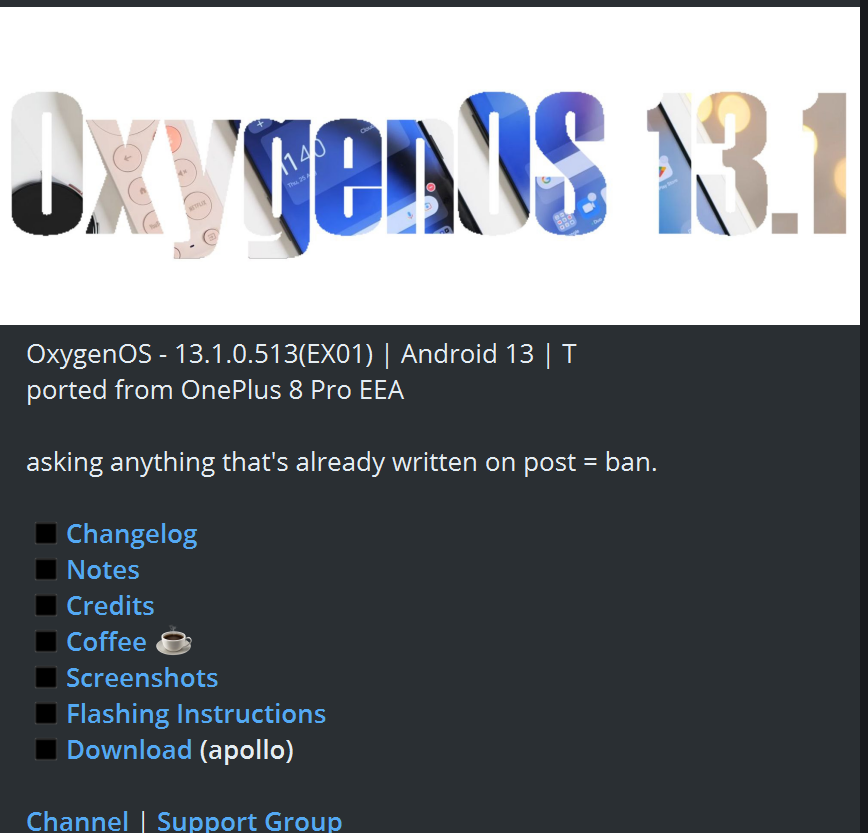 OxygenOS 13.1
OxygenOS - 13.1.0.513(EX01) | Android 13 | T
ported from OnePlus 8 Pro EEA
asking anything that's already written on post = ban.
Changelog
Notes
Credits
Coffee ☕
Screenshots
Flashing Instructions
Download (apollo)
Channel | Support Group